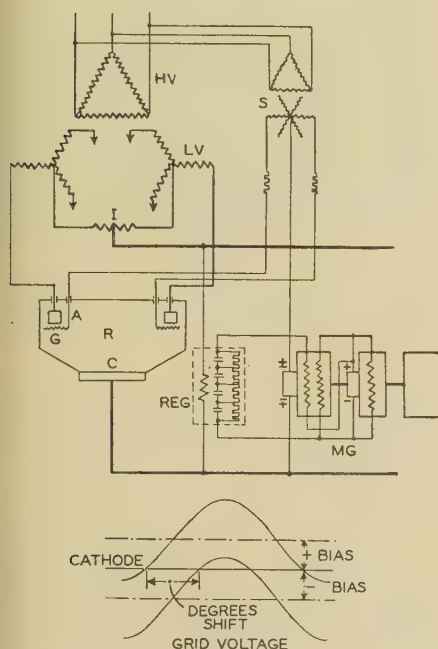 HV
S
LV
I
A
G
R
C
REG
+
±
+
-
MG
CATHODE
+ BIAS
- BIAS
DEGREES
SHIFT
GRID VOLTAGE